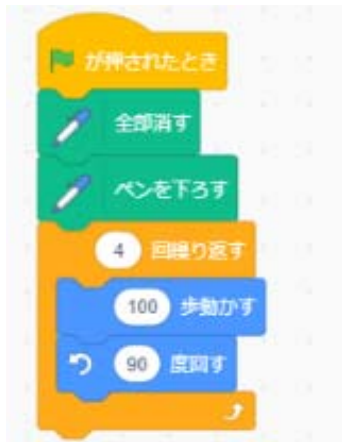 が押されたとき
全部消す
ペンを下ろす
4 回繰り返す
100 歩動かす
90 度回す